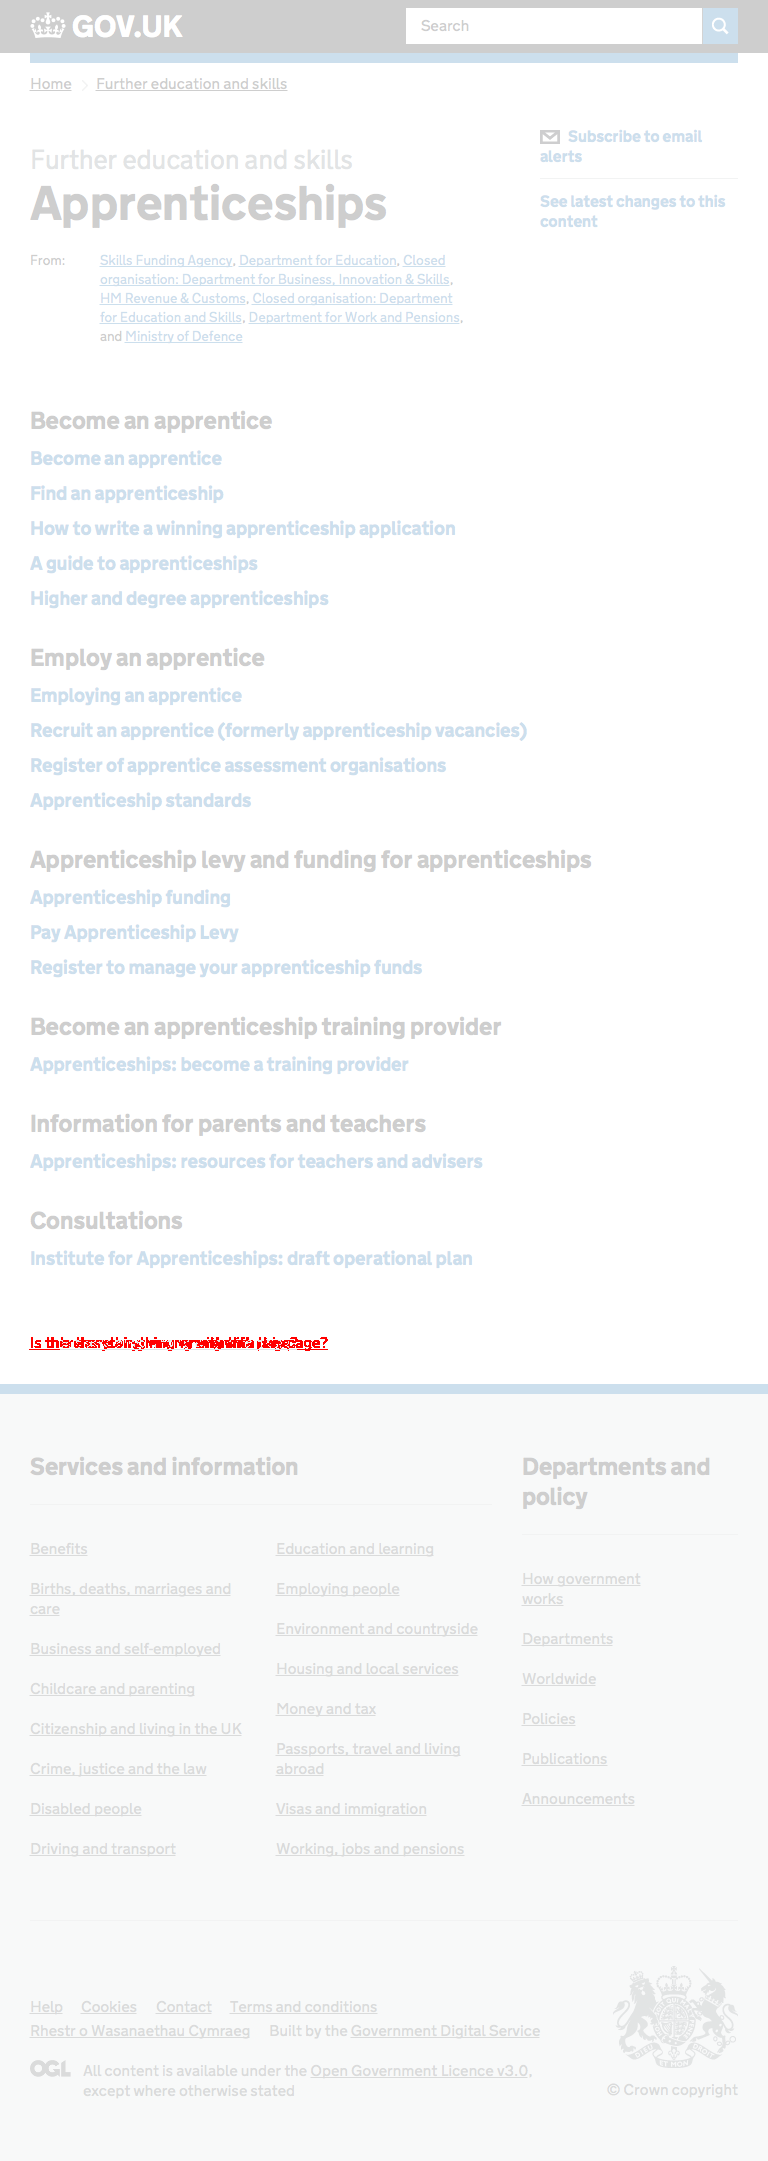 GOV.UK
Search
Home
Further education and skills
Subscribe to email
alerts
See latest changes to this
content
Further education and skills
Apprenticeships
From:
Skills Funding Agency, Department for Education, Closed
organisation: Department for Business, Innovation & Skills,
HM Revenue & Customs, Closed organisation: Department
for Education and Skills, Department for Work and Pensions,
and Ministry of Defence
Become an apprentice
Become an apprentice
Find an apprenticeship
How to write a winning apprenticeship application
A guide to apprenticeships
Higher and degree apprenticeships
Employ an apprentice
Employing an apprentice
Recruit an apprentice (formerly apprenticeship vacancies)
Register of apprentice assessment organisations
Apprenticeship standards
Apprenticeship levy and funding for apprenticeships
Apprenticeship funding
Pay Apprenticeship Levy
Register to manage your apprenticeship funds
Become an apprenticeship training provider
Apprenticeships: become a training provider
Information for parents and teachers
Apprenticeships: resources for teachers and advisers
Consultations
Institute for Apprenticeships: draft operational plan
Is
Services and information
Benefits
Births, deaths, marriages and
care
Business and self-employed
Childcare and parenting
Citizenship and living in the UK
Crime, justice and the law
Disabled people
Driving and transport
Education and learning
Employing people
Environment and countryside
Housing and local services
Money and tax
Passports, travel and living
abroad
Visas and immigration
Working, jobs and pensions
Departments and
policy
How government
works
Departments
Worldwide
Policies
Publications
Announcements
Help
Cookies
Contact
Terms and conditions
Rhestr o Wasanaethau Cymraeg
Built by the Government Digital Service
OGL
All content is available under the Open Government Licence v3.0,
except where otherwise stated
© Crown copyright